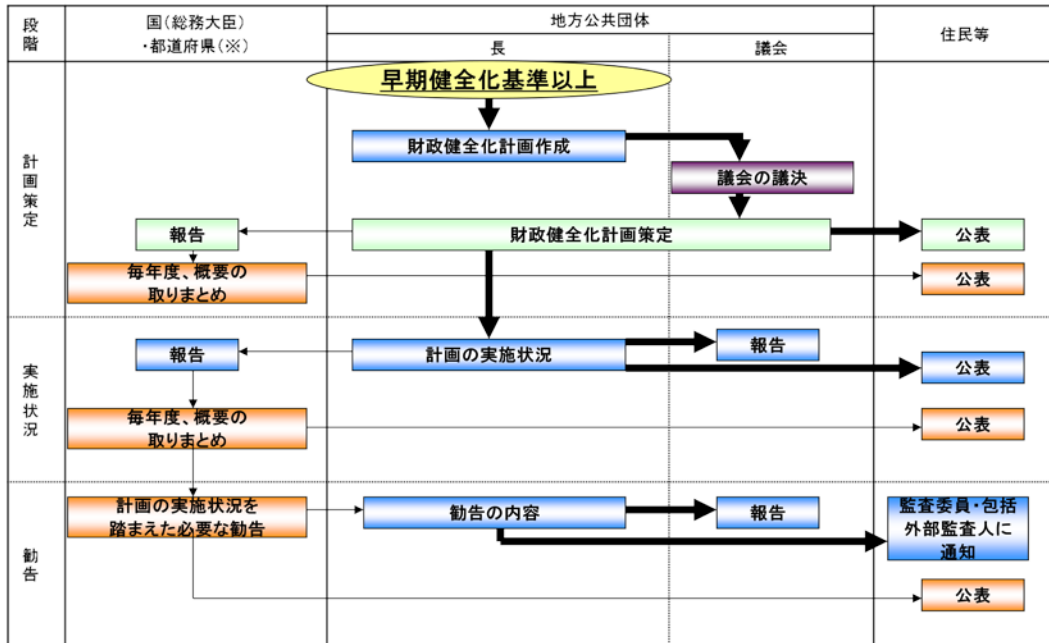 段
階
国(総務大臣)
・都道府県(※)
地方公共団体
長
議会
住民等
早期健全化基準以上
計
画
策
定
財政健全化計画作成
議会の議決
報告
財政健全化計画策定
公表
毎年度、概要の
取りまとめ
公表
実
施
状
況
報告
計画の実施状況
報告
公表
毎年度、概要の
取りまとめ
公表
勧
告
計画の実施状況を
踏まえた必要な勧告
勧告の内容
報告
監査委員・包括
外部監査人に
通知
公表